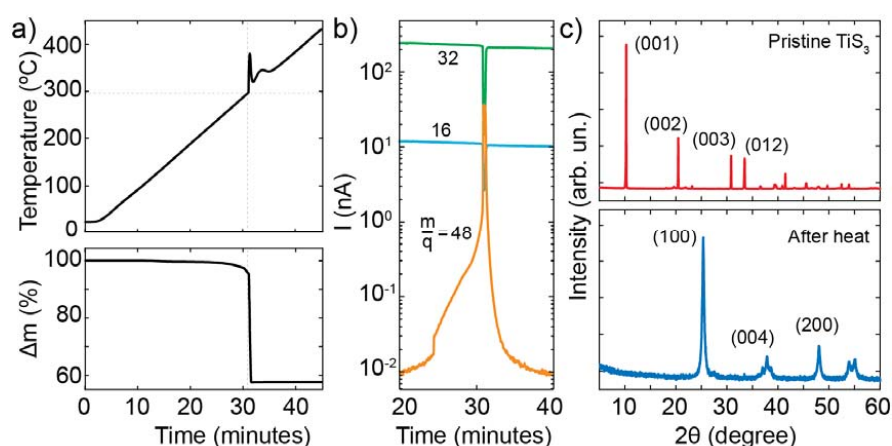 a)
Temperature (ºC)
400
300
200
100
0
Δm (%)
100
80
60
0
10
20
30
40
Time (minutes)
b)
I (nA)
10²
10¹
10⁰
10⁻¹
10⁻²
32
16
m/q=48
20
30
40
Time (minutes)
c)
Intensity (arb. un.)
Pristine TiS₃
(001)
(002)
(003)
(012)
After heat
(100)
(004)
(200)
10
20
30
40
50
60
2θ (degree)